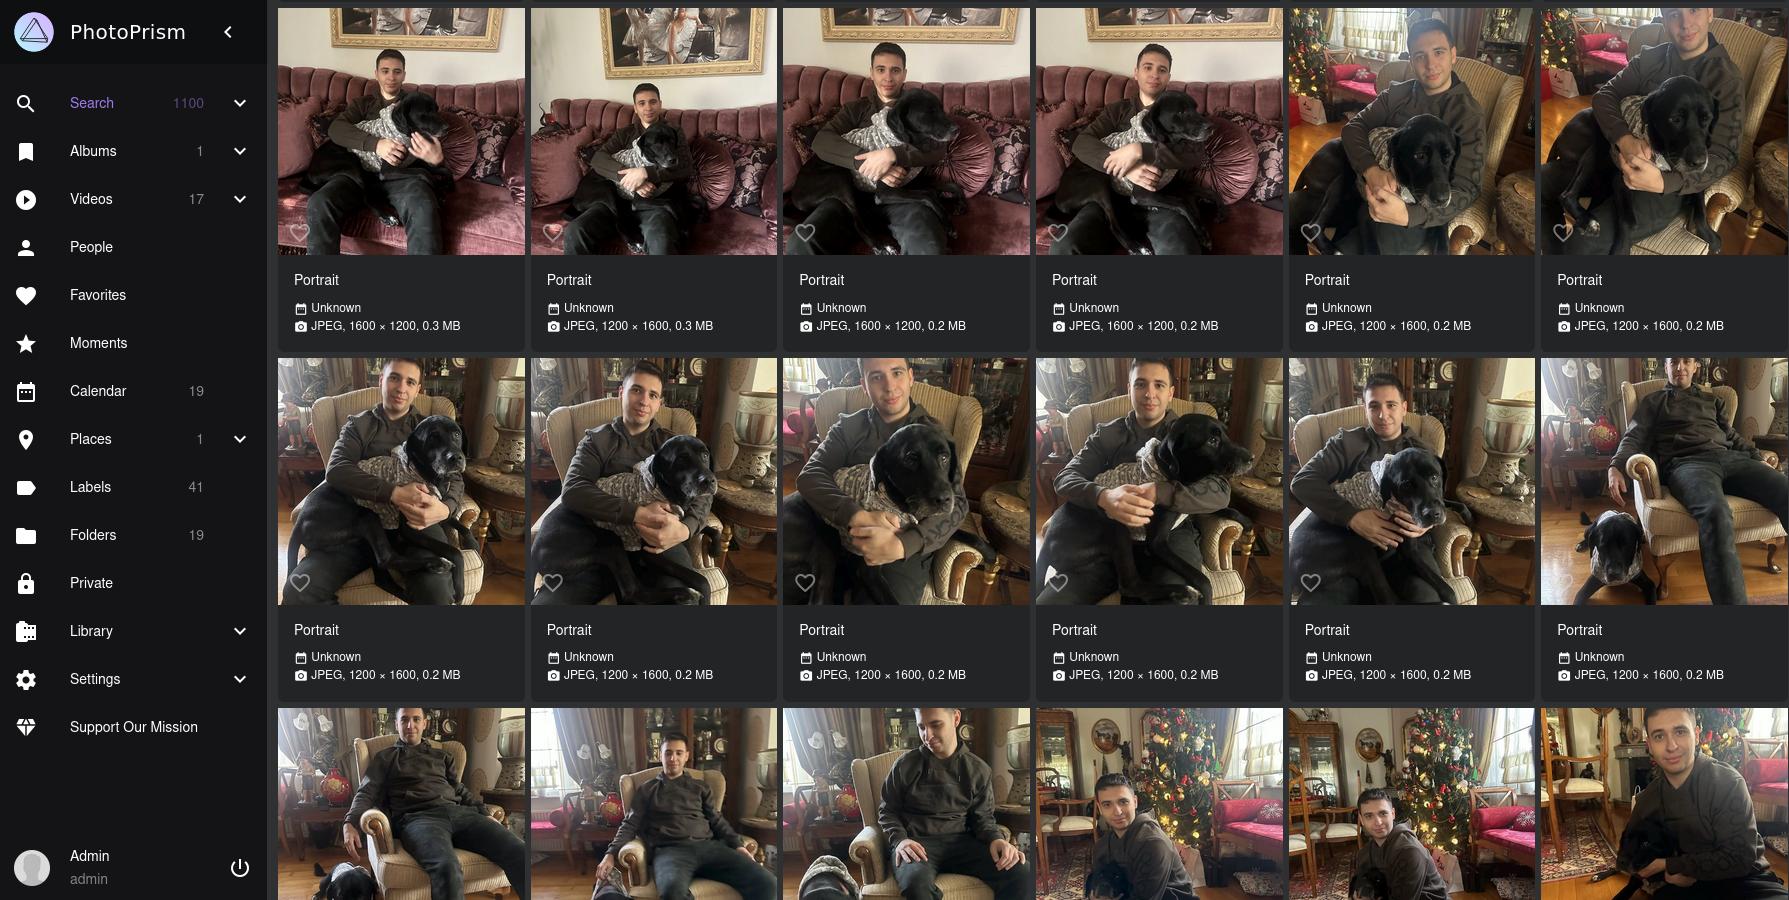 PhotoPrism
Search 1100
Albums 1
Videos 17
People
Favorites
Moments
Calendar 19
Places 1
Labels 41
Folders 19
Private
Library
Settings
Support Our Mission
Admin
admin
Portrait
Unknown
JPEG, 1600 × 1200, 0.3 MB
Portrait
Unknown
JPEG, 1200 × 1600, 0.3 MB
Portrait
Unknown
JPEG, 1600 × 1200, 0.2 MB
Portrait
Unknown
JPEG, 1600 × 1200, 0.2 MB
Portrait
Unknown
JPEG, 1200 × 1600, 0.2 MB
Portrait
Unknown
JPEG, 1200 × 1600, 0.2 MB
Portrait
Unknown
JPEG, 1200 × 1600, 0.2 MB
Portrait
Unknown
JPEG, 1200 × 1600, 0.2 MB
Portrait
Unknown
JPEG, 1200 × 1600, 0.2 MB
Portrait
Unknown
JPEG, 1200 × 1600, 0.2 MB
Portrait
Unknown
JPEG, 1200 × 1600, 0.2 MB
Portrait
Unknown
JPEG, 1200 × 1600, 0.2 MB